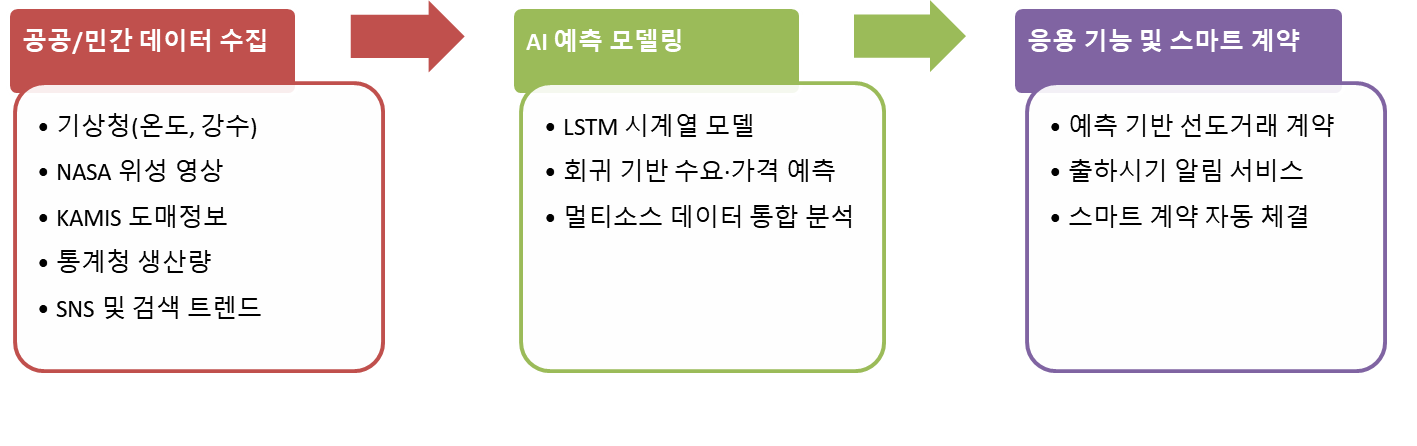 공공/민간 데이터 수집
• 기상청(온도, 강수)
• NASA 위성 영상
• KAMIS 도매정보
• 통계청 생산량
• SNS 및 검색 트렌드
AI 예측 모델링
• LSTM 시계열 모델
• 회귀 기반 수요·가격 예측
• 멀티소스 데이터 통합 분석
응용 기능 및 스마트 계약
• 예측 기반 선도거래 계약
• 출하시기 알림 서비스
• 스마트 계약 자동 체결